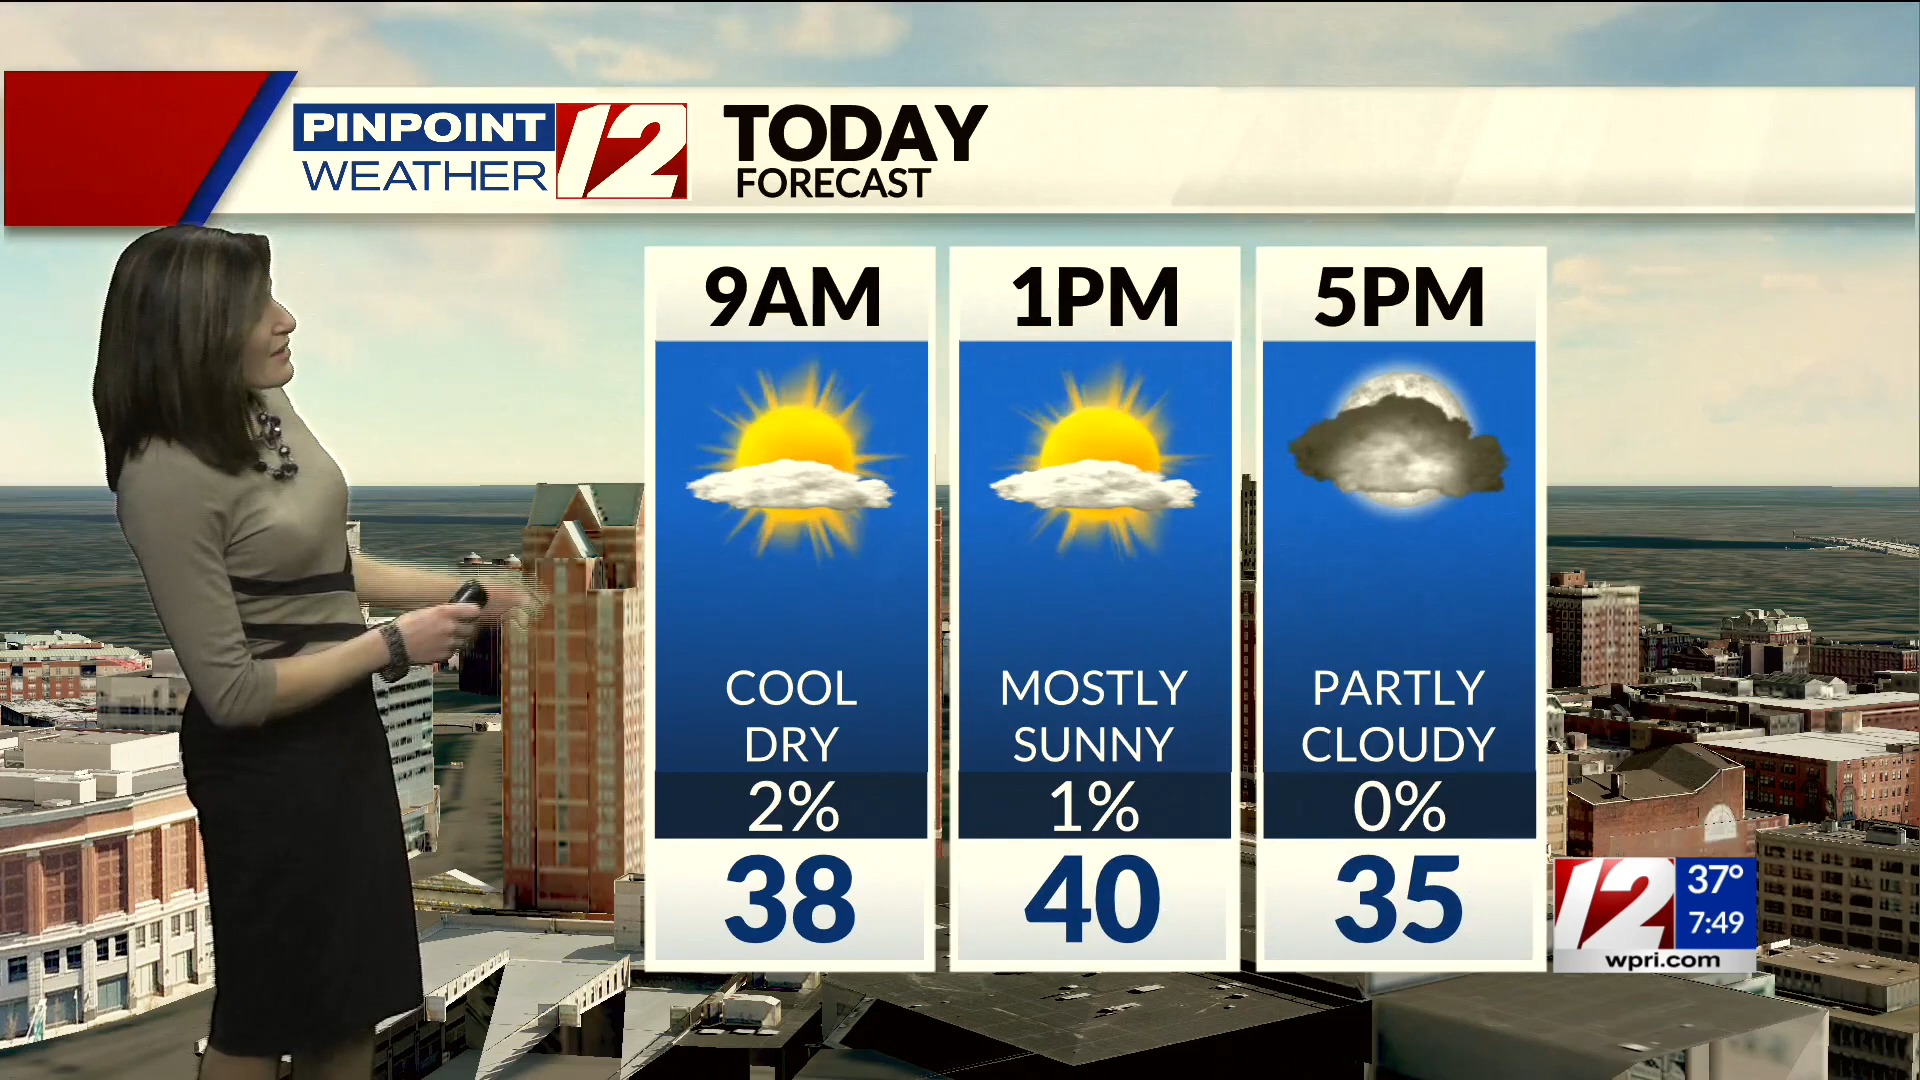 PINPOINT
WEATHER
12
TODAY
FORECAST
9AM
COOL
DRY
2%
38
1PM
MOSTLY
SUNNY
1%
40
5PM
PARTLY
CLOUDY
0%
35
12
37°
7:49
wpri.com